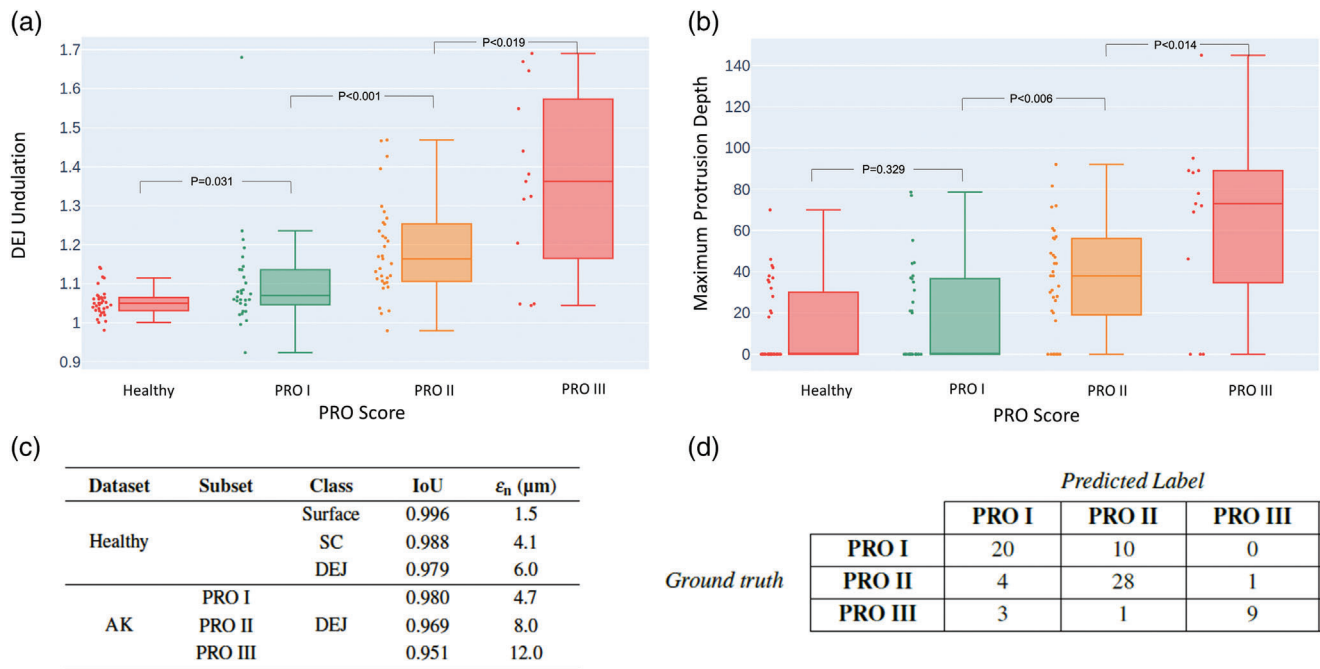 (a)
1.7
1.6
1.5
1.4
1.3
1.2
1.1
1
0.9
DEJ Undulation
P=0.031
P<0.001
P<0.019
Healthy
PRO I
PRO II
PRO III
PRO Score
(b)
140
120
100
80
60
40
20
0
Maximum Protrusion Depth
P=0.329
P<0.006
P<0.014
Healthy
PRO I
PRO II
PRO III
PRO Score
(c)
Dataset Subset Class IoU εn (μm)
Surface 0.996 1.5
Healthy SC 0.988 4.1
DEJ 0.979 6.0
PRO I 0.980 4.7
AK PRO II DEJ 0.969 8.0
PRO III 0.951 12.0
(d)
Predicted Label
PRO I PRO II PRO III
PRO I 20 10 0
Ground truth PRO II 4 28 1
PRO III 3 1 9